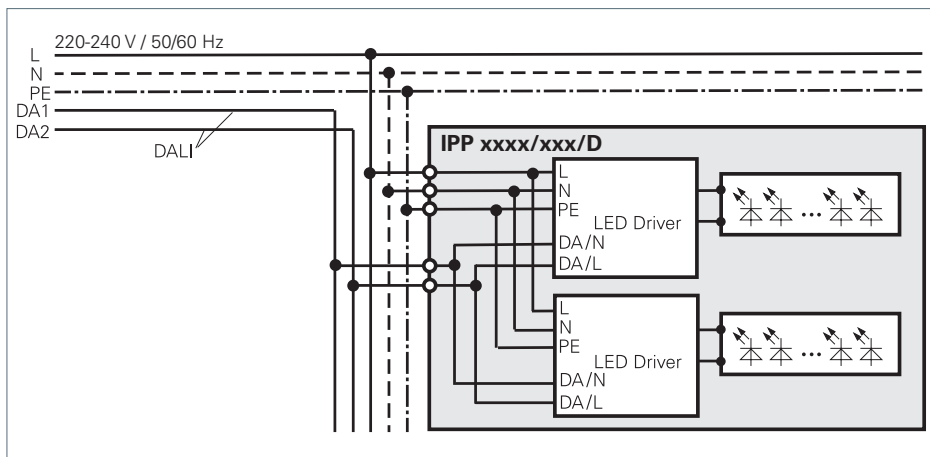 220-240 V / 50/60 Hz
L
N
PE
DA1
DA2
DALI
IPP xxxx/xxx/D
L
N
PE
LED Driver
DA/N
DA/L
L
N
PE
LED Driver
DA/N
DA/L